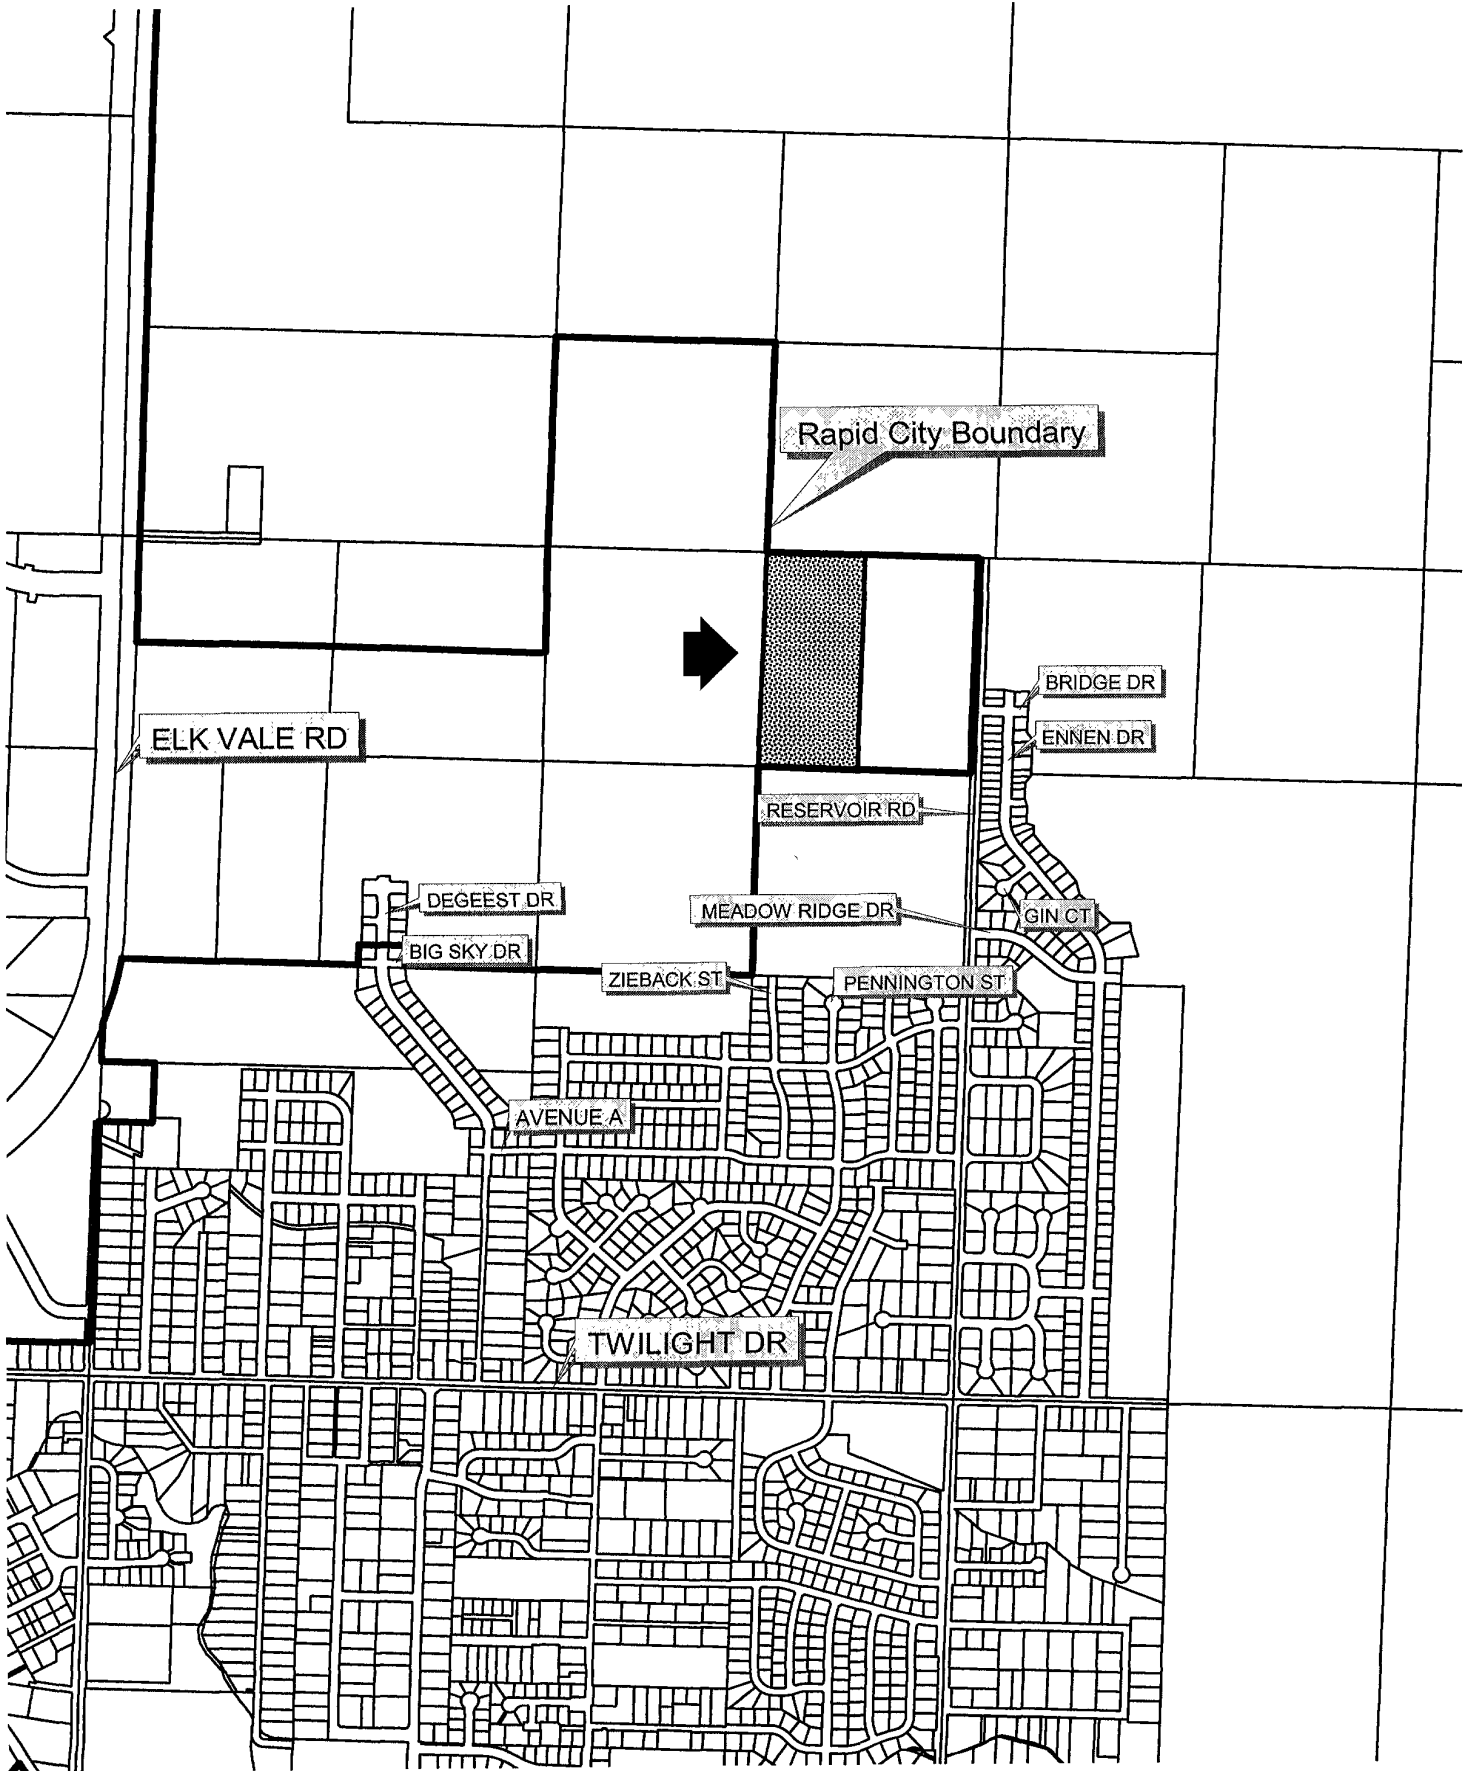 Rapid City Boundary
BRIDGE DR
ELK VALE RD
ENNEN DR
RESERVOIR RD
DEGEEST DR
MEADOW RIDGE DR
GIN CT
BIG SKY DR
ZIEBACK ST
PENNINGTON ST
AVENUE A
TWILIGHT DR